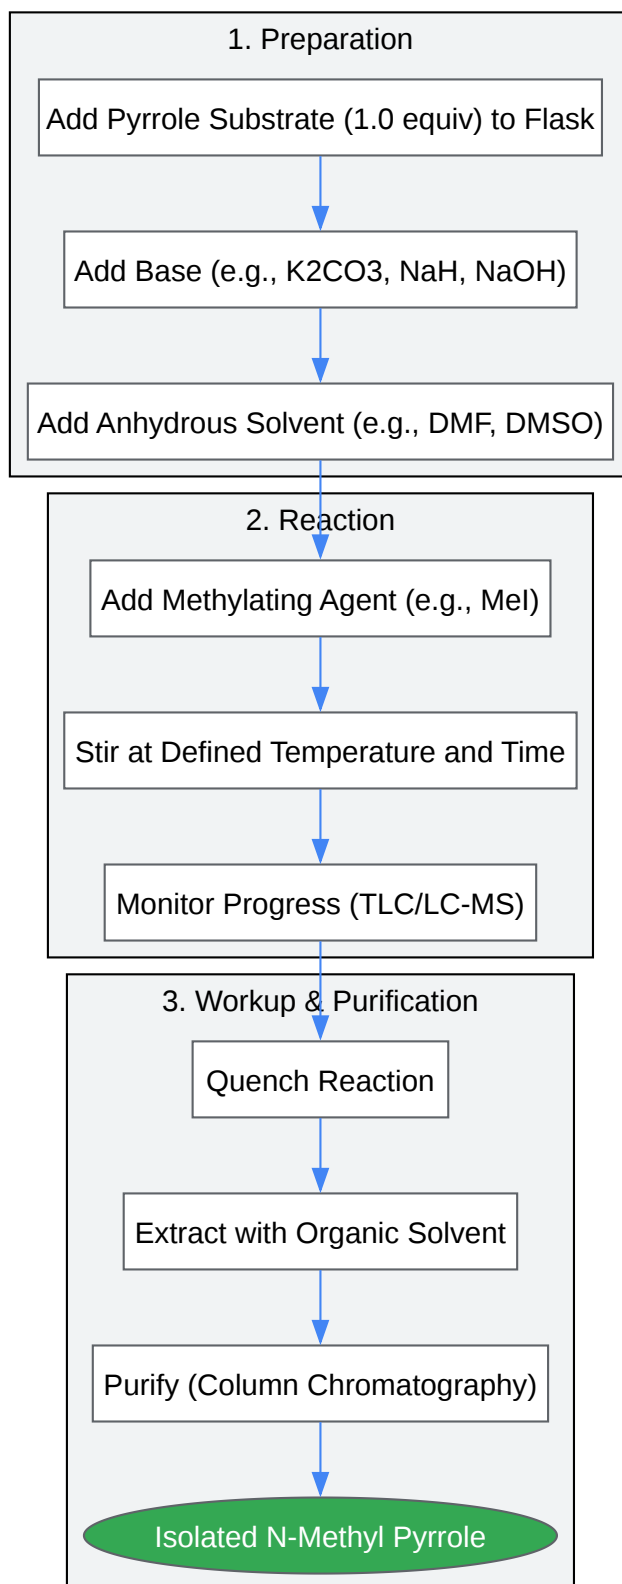 1. Preparation
Add Pyrrole Substrate (1.0 equiv) to Flask
Add Base (e.g., K2CO3, NaH, NaOH)
Add Anhydrous Solvent (e.g., DMF, DMSO)
2. Reaction
Add Methylating Agent (e.g., MeI)
Stir at Defined Temperature and Time
Monitor Progress (TLC/LC-MS)
3. Workup & Purification
Quench Reaction
Extract with Organic Solvent
Purify (Column Chromatography)
Isolated N-Methyl Pyrrole